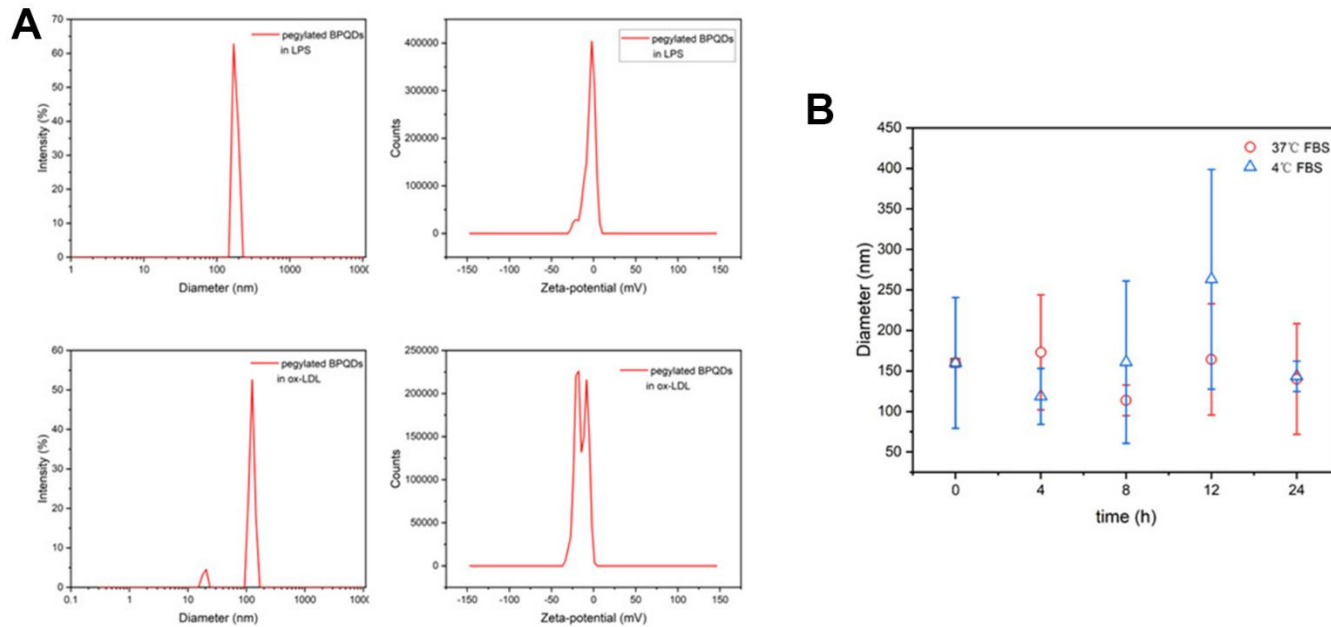 A
70
60
50
40
30
20
10
0
Intensity (%)
pegylated BPQDs
in LPS
1 10 100 1000 1000
Diameter (nm)
400000
300000
200000
100000
0
Counts
pegylated BPQDs
in LPS
-150 -100 -50 0 50 100 150
Zeta-potential (mV)
60
50
40
30
20
10
0
Intensity (%)
pegylated BPQDs
in ox-LDL
0.1 1 10 100 1000 1000
Diameter (nm)
250000
200000
150000
100000
50000
0
Counts
pegylated BPQDs
in ox-LDL
-150 -100 -50 0 50 100 150
Zeta-potential (mV)
B
450
400
350
300
250
200
150
100
50
Diameter (nm)
37℃ FBS
4℃ FBS
0 4 8 12 24
time (h)